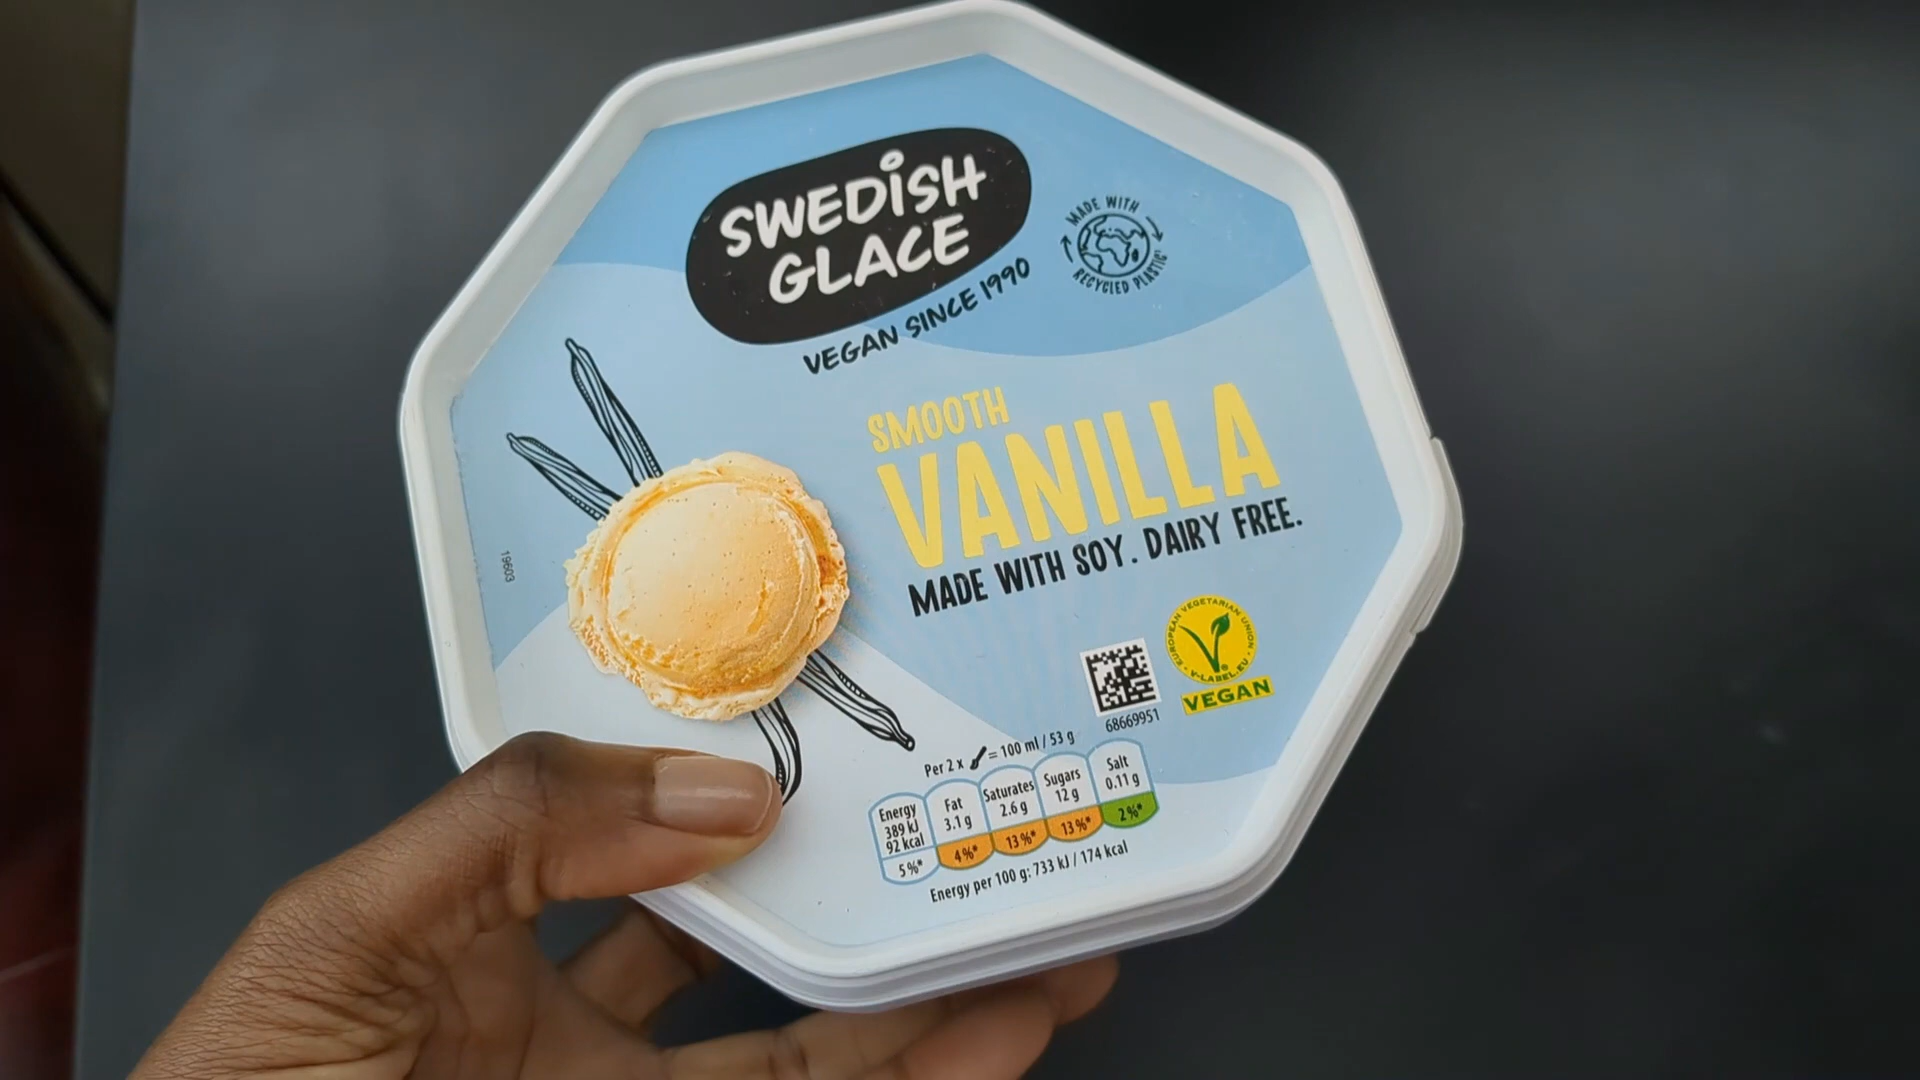 SWEDISH
GLACE
VEGAN SINCE 1990
MADE WITH
RECYCLED PLASTIC
SMOOTH
VANILLA
MADE WITH SOY. DAIRY FREE.
19603
EUROPEAN VEGETARIAN UNION
V-LABEL.EU
VEGAN
68669951
Per 2 x = 100 ml / 53 g
Energy 389 kJ 92 kcal 5%*
Fat 3.1 g 4%*
Saturates 2.6 g 13%*
Sugars 12 g 13%*
Salt 0.11 g 2%*
Energy per 100 g: 733 kJ / 174 kcal